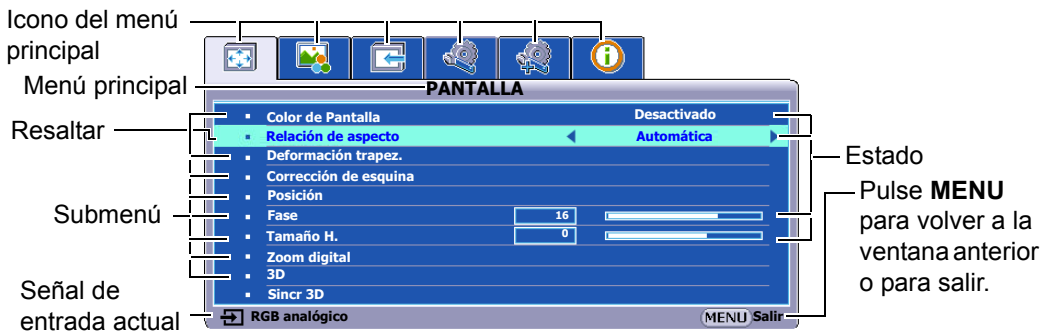 Icono del menú
principal
Menú principal
PANTALLA
Color de Pantalla Desactivado
Resaltar
Relación de aspecto Automática
Deformación trapez.
Estado
Corrección de esquina
Posición
Pulse MENU
para volver a la
ventana anterior
o para salir.
Submenú
Fase 16
Tamaño H. 0
Zoom digital
3D
Sincr 3D
Señal de
entrada actual
RGB analógico MENU Salir